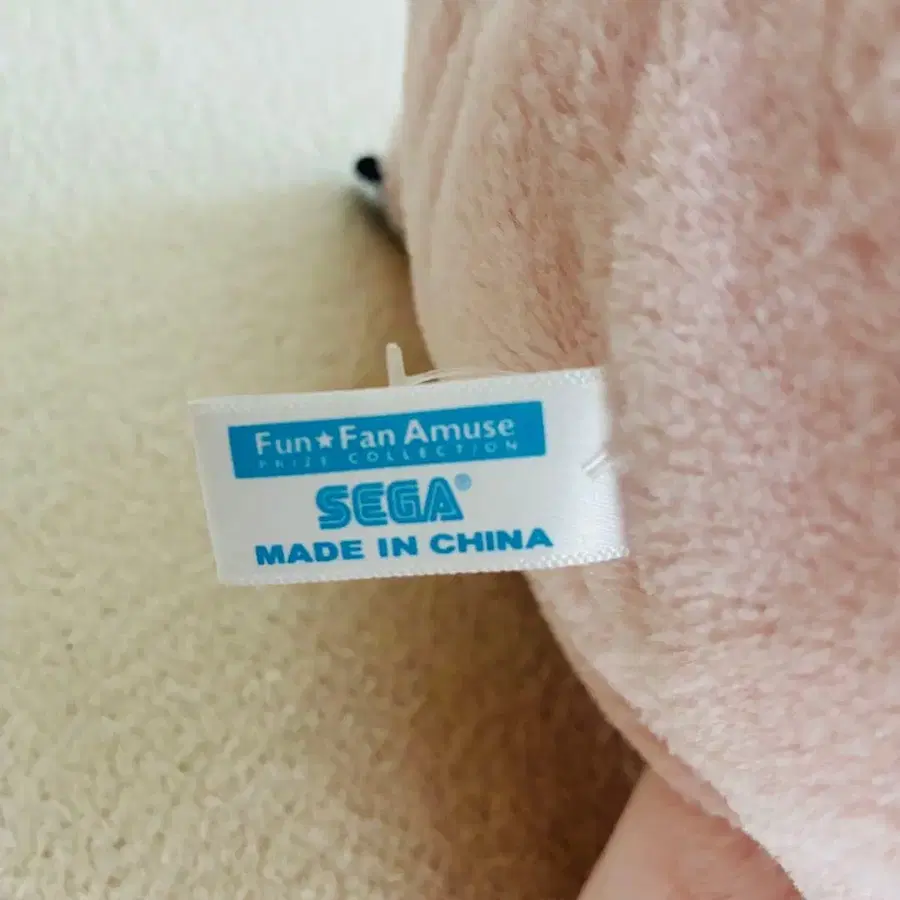 Fun★Fan Amuse
PRIZE COLLECTION
SEGA®
MADE IN CHINA